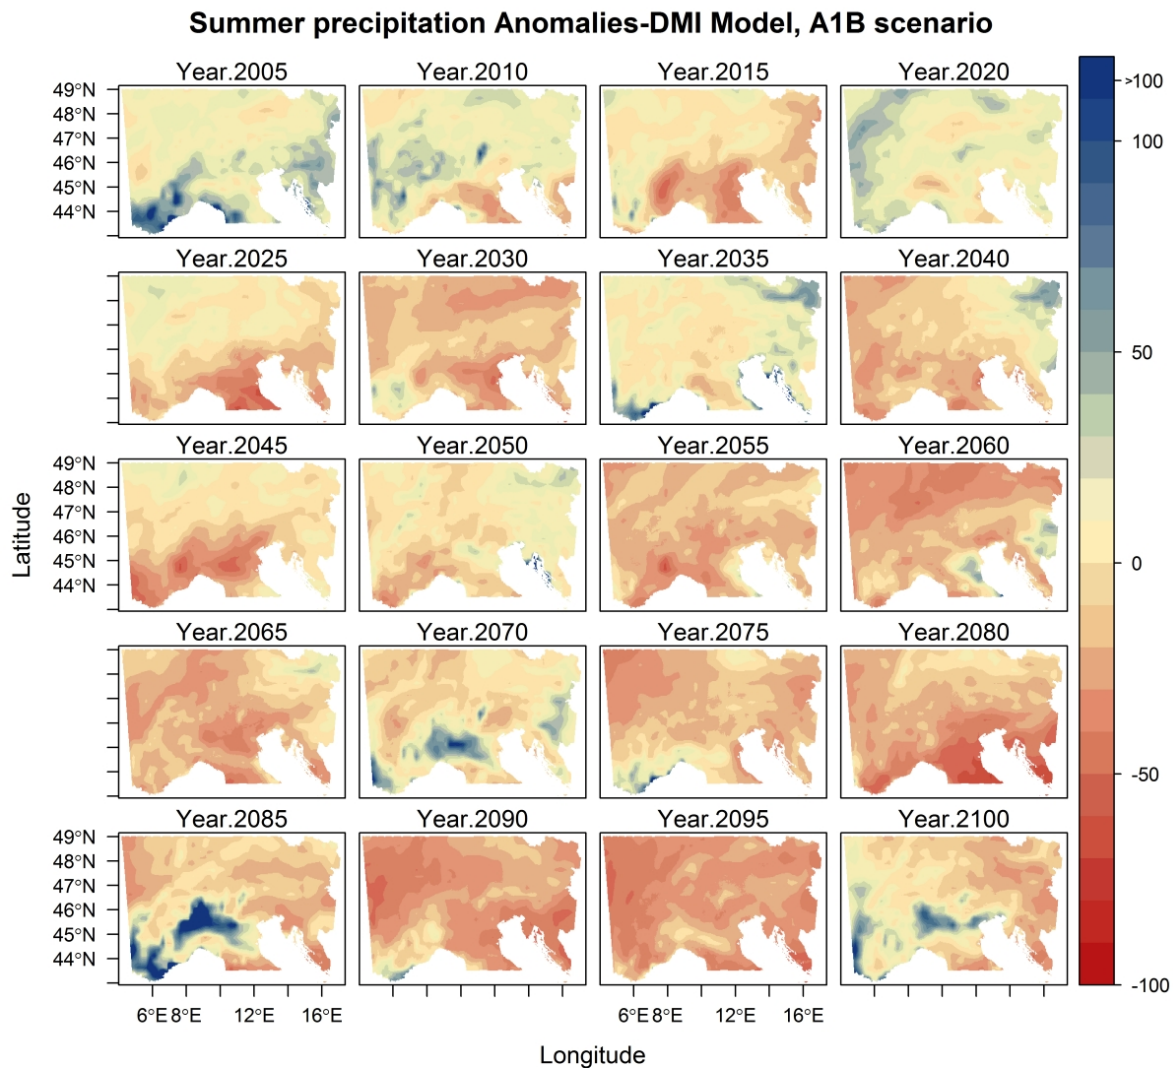 Summer precipitation Anomalies-DMI Model, A1B scenario
Year.2005 Year.2010 Year.2015 Year.2020
49°N
48°N
47°N
46°N
45°N
44°N
Year.2025 Year.2030 Year.2035 Year.2040
Year.2045 Year.2050 Year.2055 Year.2060
49°N
48°N
47°N
46°N
45°N
44°N
Year.2065 Year.2070 Year.2075 Year.2080
Year.2085 Year.2090 Year.2095 Year.2100
49°N
48°N
47°N
46°N
45°N
44°N
6°E 8°E 12°E 16°E 6°E 8°E 12°E 16°E
Latitude
Longitude
>100
100
50
0
-50
-100